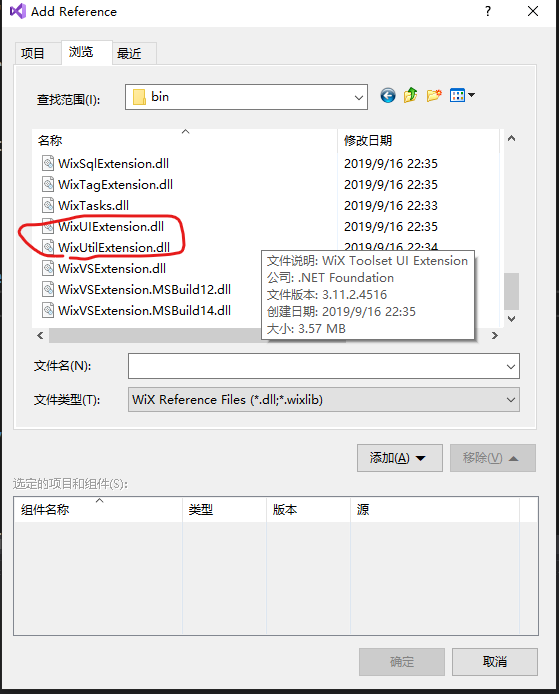 Add Reference
项目 浏览 最近
查找范围(I): bin
名称 修改日期
WixSqlExtension.dll 2019/9/16 22:35
WixTagExtension.dll 2019/9/16 22:35
WixTasks.dll 2019/9/16 22:33
WixUIExtension.dll 2019/9/16 22:35
WixUtilExtension.dll 2019/9/16 22:34
WixVSExtension.dll
WixVSExtension.MSBuild12.dll
WixVSExtension.MSBuild14.dll
文件说明: WiX Toolset UI Extension
公司: .NET Foundation
文件版本: 3.11.2.4516
创建日期: 2019/9/16 22:35
大小: 3.57 MB
文件名(N):
文件类型(T): WiX Reference Files (*.dll;*.wixlib)
添加(A) 移除(V)
选定的项目和组件(S):
组件名称 类型 版本 源
确定 取消